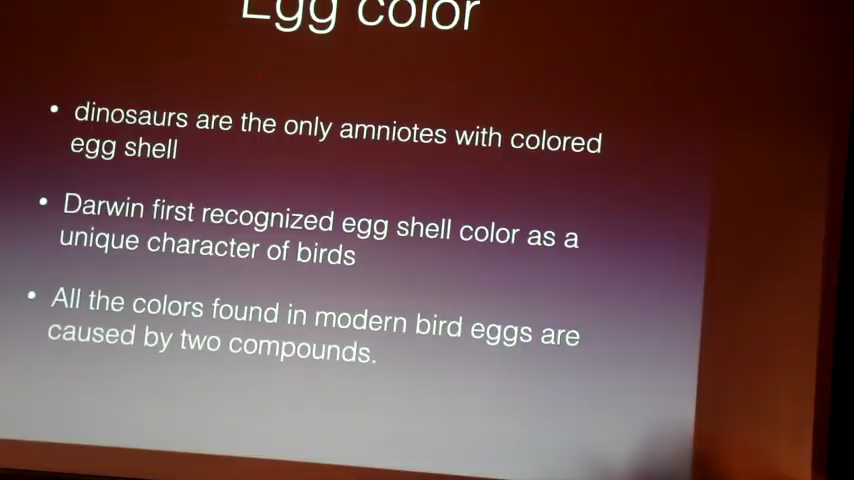 Egg color
• dinosaurs are the only amniotes with colored
egg shell
• Darwin first recognized egg shell color as a
unique character of birds
• All the colors found in modern bird eggs are
caused by two compounds.